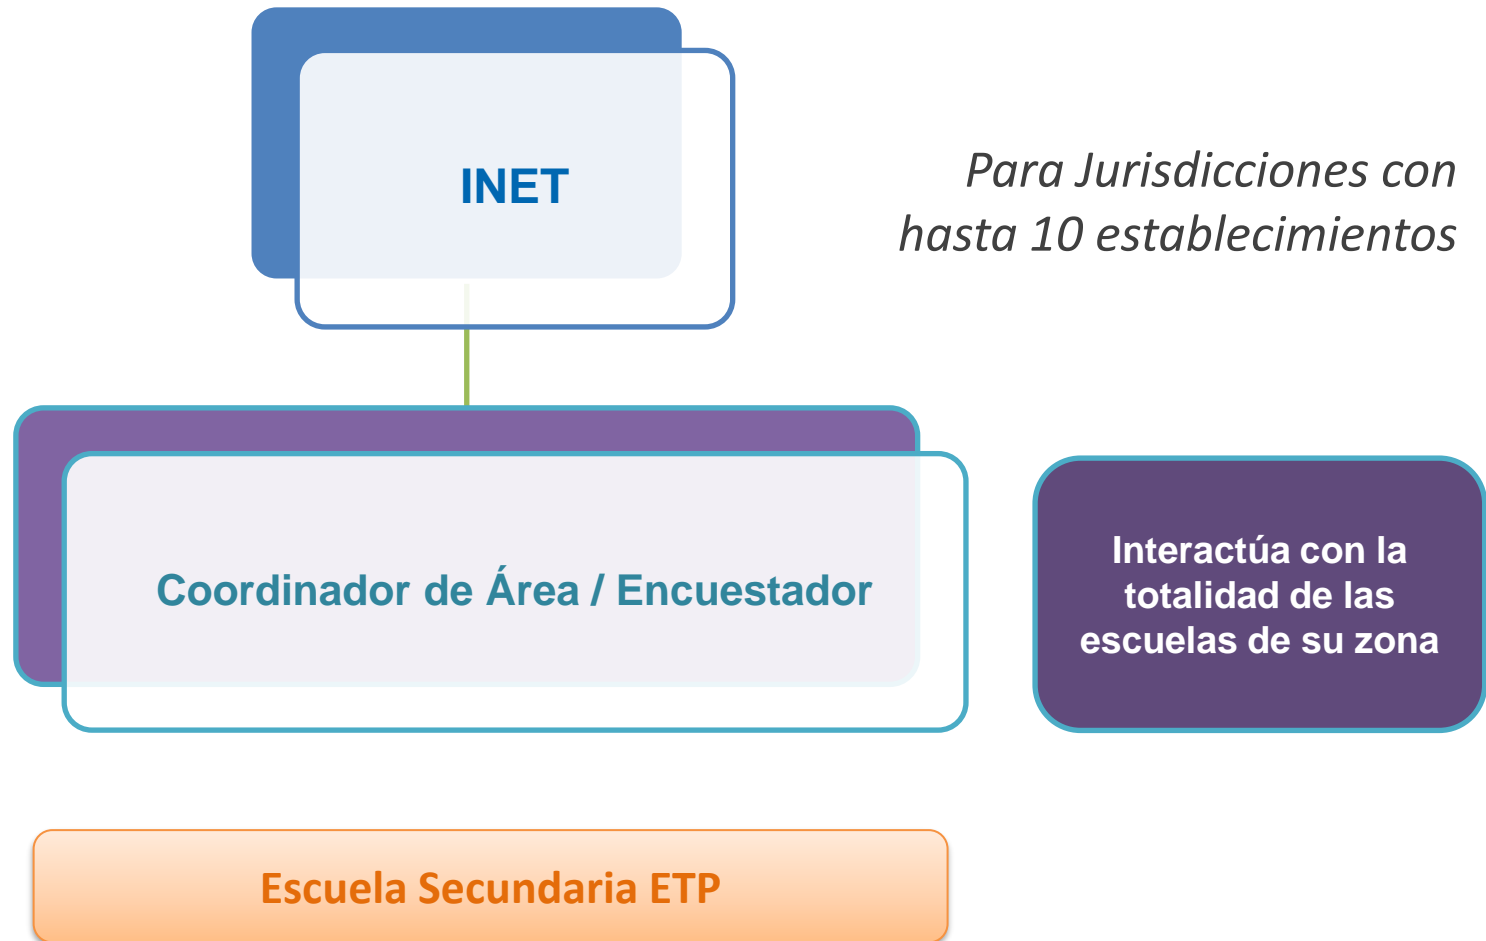 INET
Para Jurisdicciones con
hasta 10 establecimientos
Coordinador de Área / Encuestador
Interactúa con la
totalidad de las
escuelas de su zona
Escuela Secundaria ETP